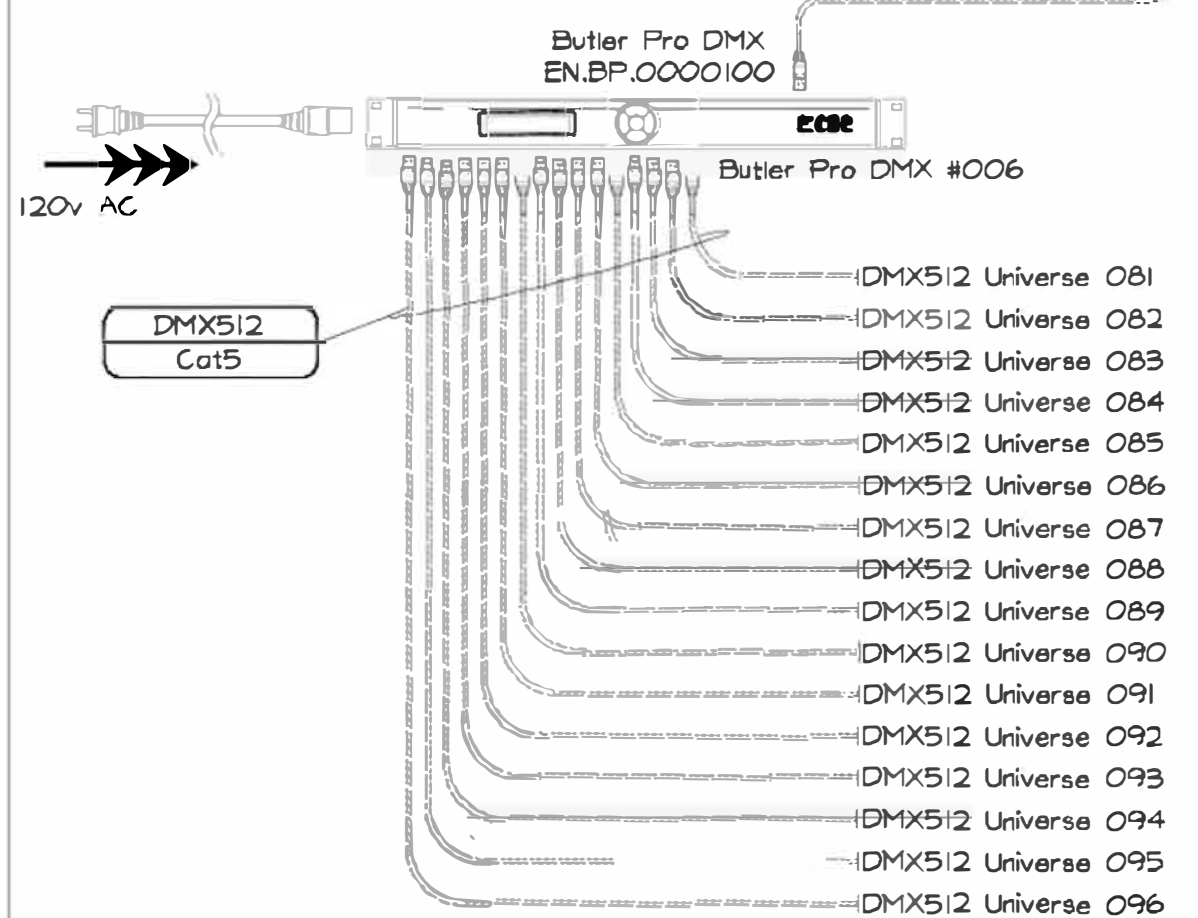 Butler Pro DMX
EN.BP.0000100
Butler Pro DMX #006
120v AC
DMX512
Cat5
DMX512 Universe 081
DMX512 Universe 082
DMX512 Universe 083
DMX512 Universe 084
DMX512 Universe 085
DMX512 Universe 086
DMX512 Universe 087
DMX512 Universe 088
DMX512 Universe 089
DMX512 Universe 090
DMX512 Universe 091
DMX512 Universe 092
DMX512 Universe 093
DMX512 Universe 094
DMX512 Universe 095
DMX512 Universe 096